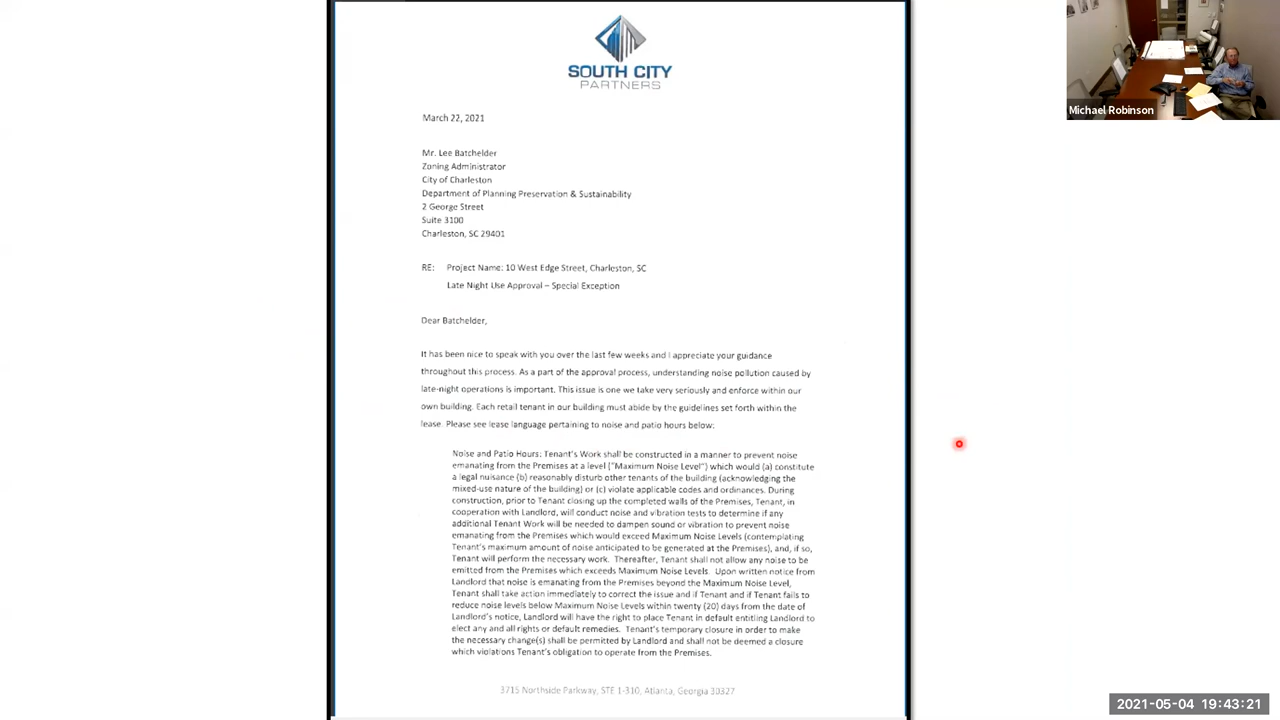 SOUTH CITY
PARTNERS
March 22, 2021
Mr. Lee Batchelder
Zoning Administrator
City of Charleston
Department of Planning Preservation & Sustainability
2 George Street
Suite 3100
Charleston, SC 29401
RE: Project Name: 10 West Edge Street, Charleston, SC
Late Night Use Approval – Special Exception
Dear Batchelder,
It has been nice to speak with you over the last few weeks and I appreciate your guidance
throughout this process. As a part of the approval process, understanding noise pollution caused by
late-night operations is important. This issue is one we take very seriously and enforce within our
own building. Each retail tenant in our building must abide by the guidelines set forth within the
lease. Please see lease language pertaining to noise and patio hours below:
Noise and Patio Hours: Tenant's Work shall be constructed in a manner to prevent noise
emanating from the Premises at a level ("Maximum Noise Level") which would (a) constitute
a legal nuisance (b) reasonably disturb other tenants of the building (acknowledging the
mixed-use nature of the building) or (c) violate applicable codes and ordinances. During
construction, prior to Tenant closing up the completed walls of the Premises, Tenant, in
cooperation with Landlord, will conduct noise and vibration tests to determine if any
additional Tenant Work will be needed to dampen sound or vibration to prevent noise
emanating from the Premises which would exceed Maximum Noise Levels (contemplating
Tenant's maximum amount of noise anticipated to be generated at the Premises), and, if so,
Tenant will perform the necessary work. Thereafter, Tenant shall not allow any noise to be
emitted from the Premises which exceeds Maximum Noise Levels. Upon written notice from
Landlord that noise is emanating from the Premises beyond the Maximum Noise Level,
Tenant shall take action immediately to correct the issue and if Tenant and if Tenant fails to
reduce noise levels below Maximum Noise Levels within twenty (20) days from the date of
Landlord's notice, Landlord will have the right to place Tenant in default entitling Landlord to
elect any and all rights or default remedies. Tenant's temporary closure in order to make
the necessary change(s) shall be permitted by Landlord and shall not be deemed a closure
which violations Tenant's obligation to operate from the Premises.
3715 Northside Parkway, STE 1-310, Atlanta, Georgia 30327
Michael Robinson
2021-05-04 19:43:21